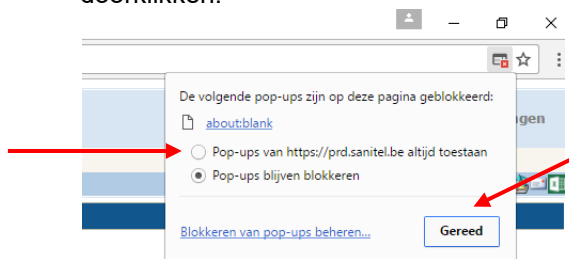 De volgende pop-ups zijn op deze pagina geblokkeerd:
about:blank
Pop-ups van https://prd.sanitel.be altijd toestaan
Pop-ups blijven blokkeren
Blokkeren van pop-ups beheren...
Gereed